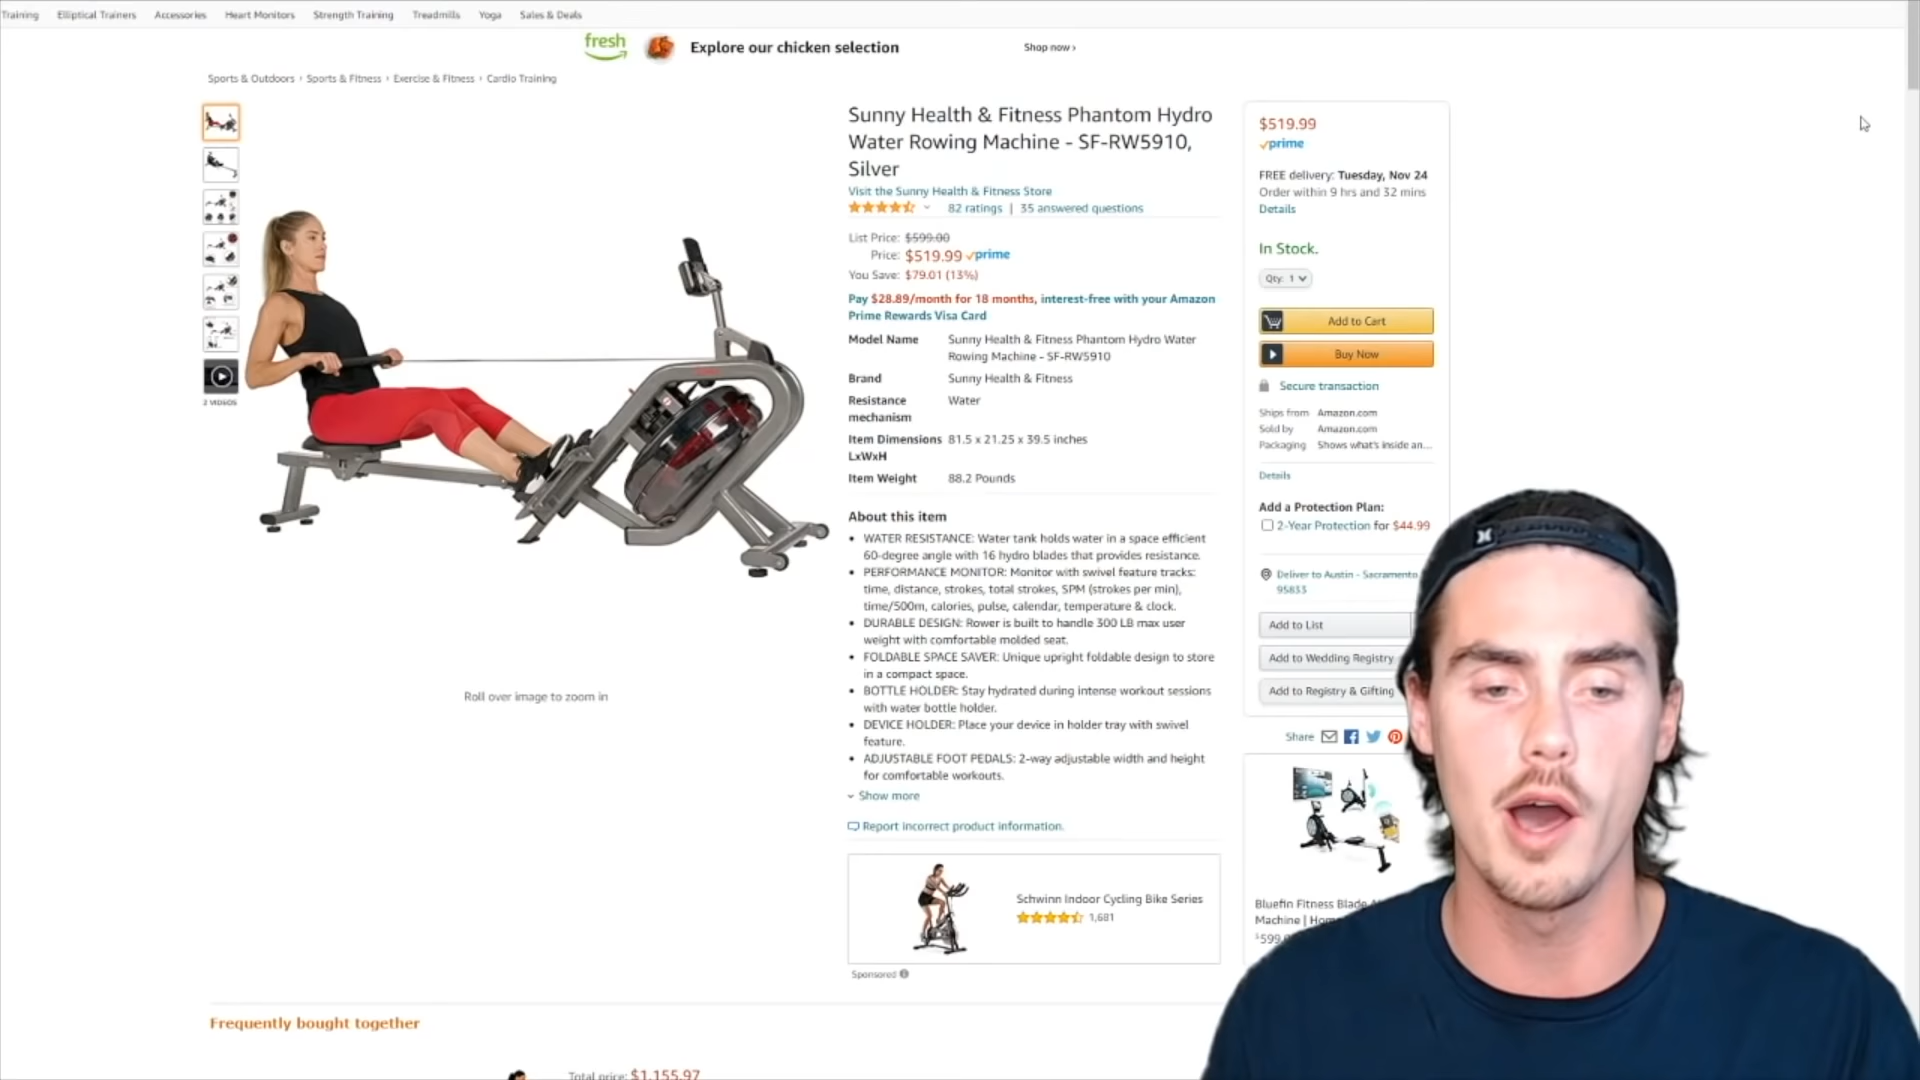 Training Elliptical Trainers Accessories Heart Monitors Strength Training Treadmills Yoga Sales & Deals
fresh Explore our chicken selection Shop now ›
Sports & Outdoors › Sports & Fitness › Exercise & Fitness › Cardio Training
2 VIDEOS
Roll over image to zoom in
Sunny Health & Fitness Phantom Hydro
Water Rowing Machine - SF-RW5910,
Silver
Visit the Sunny Health & Fitness Store
82 ratings | 35 answered questions
List Price: $599.00
Price: $519.99 prime
You Save: $79.01 (13%)
Pay $28.89/month for 18 months, interest-free with your Amazon
Prime Rewards Visa Card
Model Name Sunny Health & Fitness Phantom Hydro Water
Rowing Machine - SF-RW5910
Brand Sunny Health & Fitness
Resistance Water
mechanism
Item Dimensions 81.5 x 21.25 x 39.5 inches
LxWxH
Item Weight 88.2 Pounds
About this item
• WATER RESISTANCE: Water tank holds water in a space efficient
60-degree angle with 16 hydro blades that provides resistance.
• PERFORMANCE MONITOR: Monitor with swivel feature tracks:
time, distance, strokes, total strokes, SPM (strokes per min),
time/500m, calories, pulse, calendar, temperature & clock.
• DURABLE DESIGN: Rower is built to handle 300 LB max user
weight with comfortable molded seat.
• FOLDABLE SPACE SAVER: Unique upright foldable design to store
in a compact space.
• BOTTLE HOLDER: Stay hydrated during intense workout sessions
with water bottle holder.
• DEVICE HOLDER: Place your device in holder tray with swivel
feature.
• ADJUSTABLE FOOT PEDALS: 2-way adjustable width and height
for comfortable workouts.
Show more
Report incorrect product information.
Schwinn Indoor Cycling Bike Series
1,681
Sponsored
$519.99
prime
FREE delivery: Tuesday, Nov 24
Order within 9 hrs and 32 mins
Details
In Stock.
Qty: 1
Add to Cart
Buy Now
Secure transaction
Ships from Amazon.com
Sold by Amazon.com
Packaging Shows what's inside an...
Details
Add a Protection Plan:
2-Year Protection for $44.99
Deliver to Austin - Sacramento
95833
Add to List
Add to Wedding Registry
Add to Registry & Gifting
Share
Bluefin Fitness Blade
Machine |
$599
Frequently bought together
Total price: $1,155.97